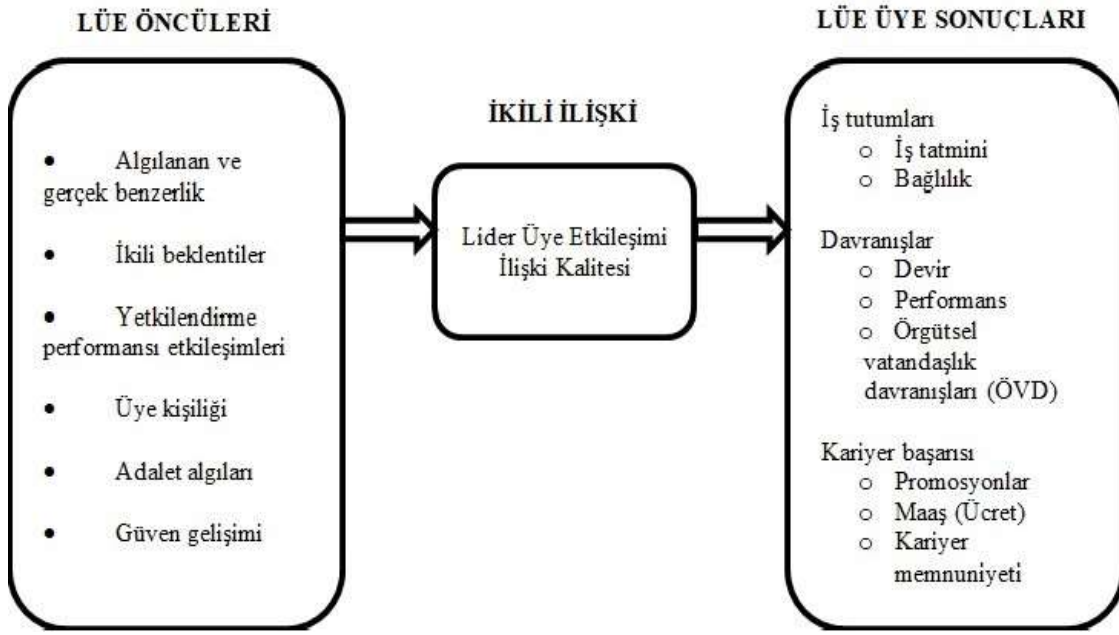 LÜE ÖNCÜLERİ
• Algılanan ve
gerçek benzerlik
• İkili beklentiler
• Yetkilendirme
performansı etkileşimleri
• Üye kişiliği
• Adalet algıları
• Güven gelişimi
İKİLİ İLİŞKİ
Lider Üye Etkileşimi
İlişki Kalitesi
LÜE ÜYE SONUÇLARI
İş tutumları
o İş tatmini
o Bağlılık
Davranışlar
o Devir
o Performans
o Örgütsel
vatandaşlık
davranışları (ÖVD)
Kariyer başarısı
o Promosyonlar
o Maaş (Ücret)
o Kariyer
memnuniyeti